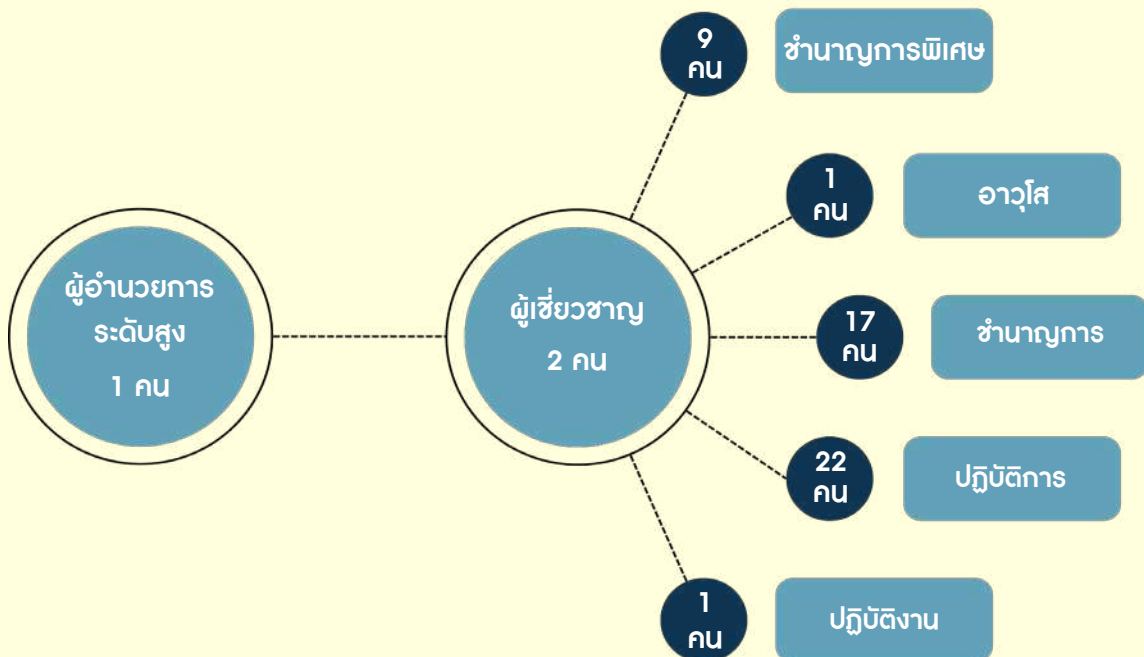 ผู้อำนวยการ
ระดับสูง
1 คน
ผู้เชี่ยวชาญ
2 คน
9
คน
ชำนาญการพิเศษ
1
คน
อาวุโส
17
คน
ชำนาญการ
22
คน
ปฏิบัติการ
1
คน
ปฏิบัติงาน